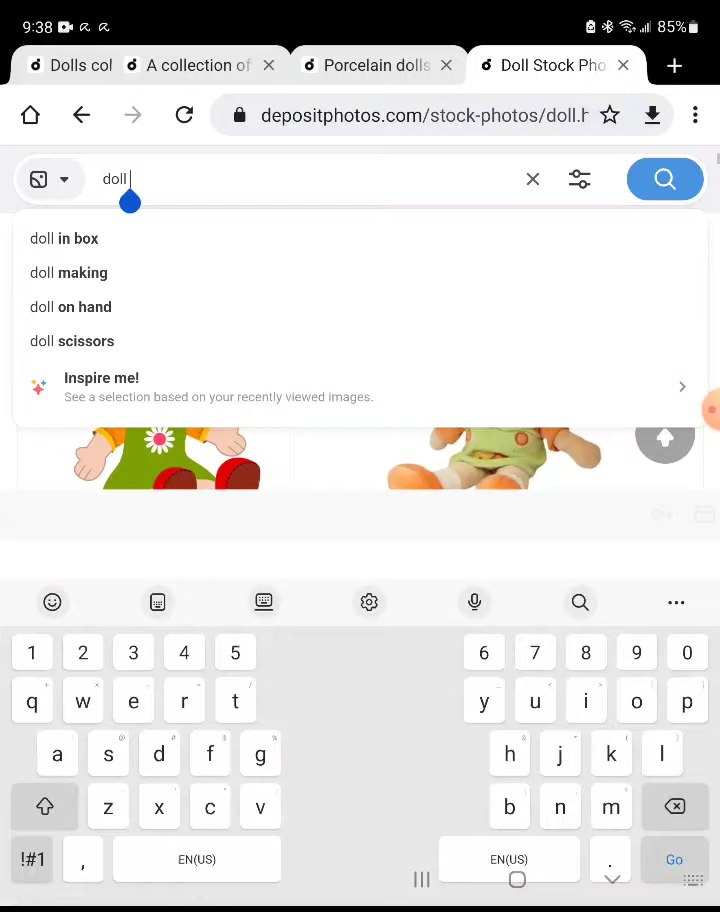 9:38 85%
Dolls col A collection of Porcelain dolls Doll Stock Pho
depositphotos.com/stock-photos/doll.h
doll
doll in box
doll making
doll on hand
doll scissors
Inspire me!
See a selection based on your recently viewed images.
1 2 3 4 5 6 7 8 9 0
q w e r t y u i o p
a s d f g h j k l
z x c v b n m
!#1 , EN(US) EN(US) . Go